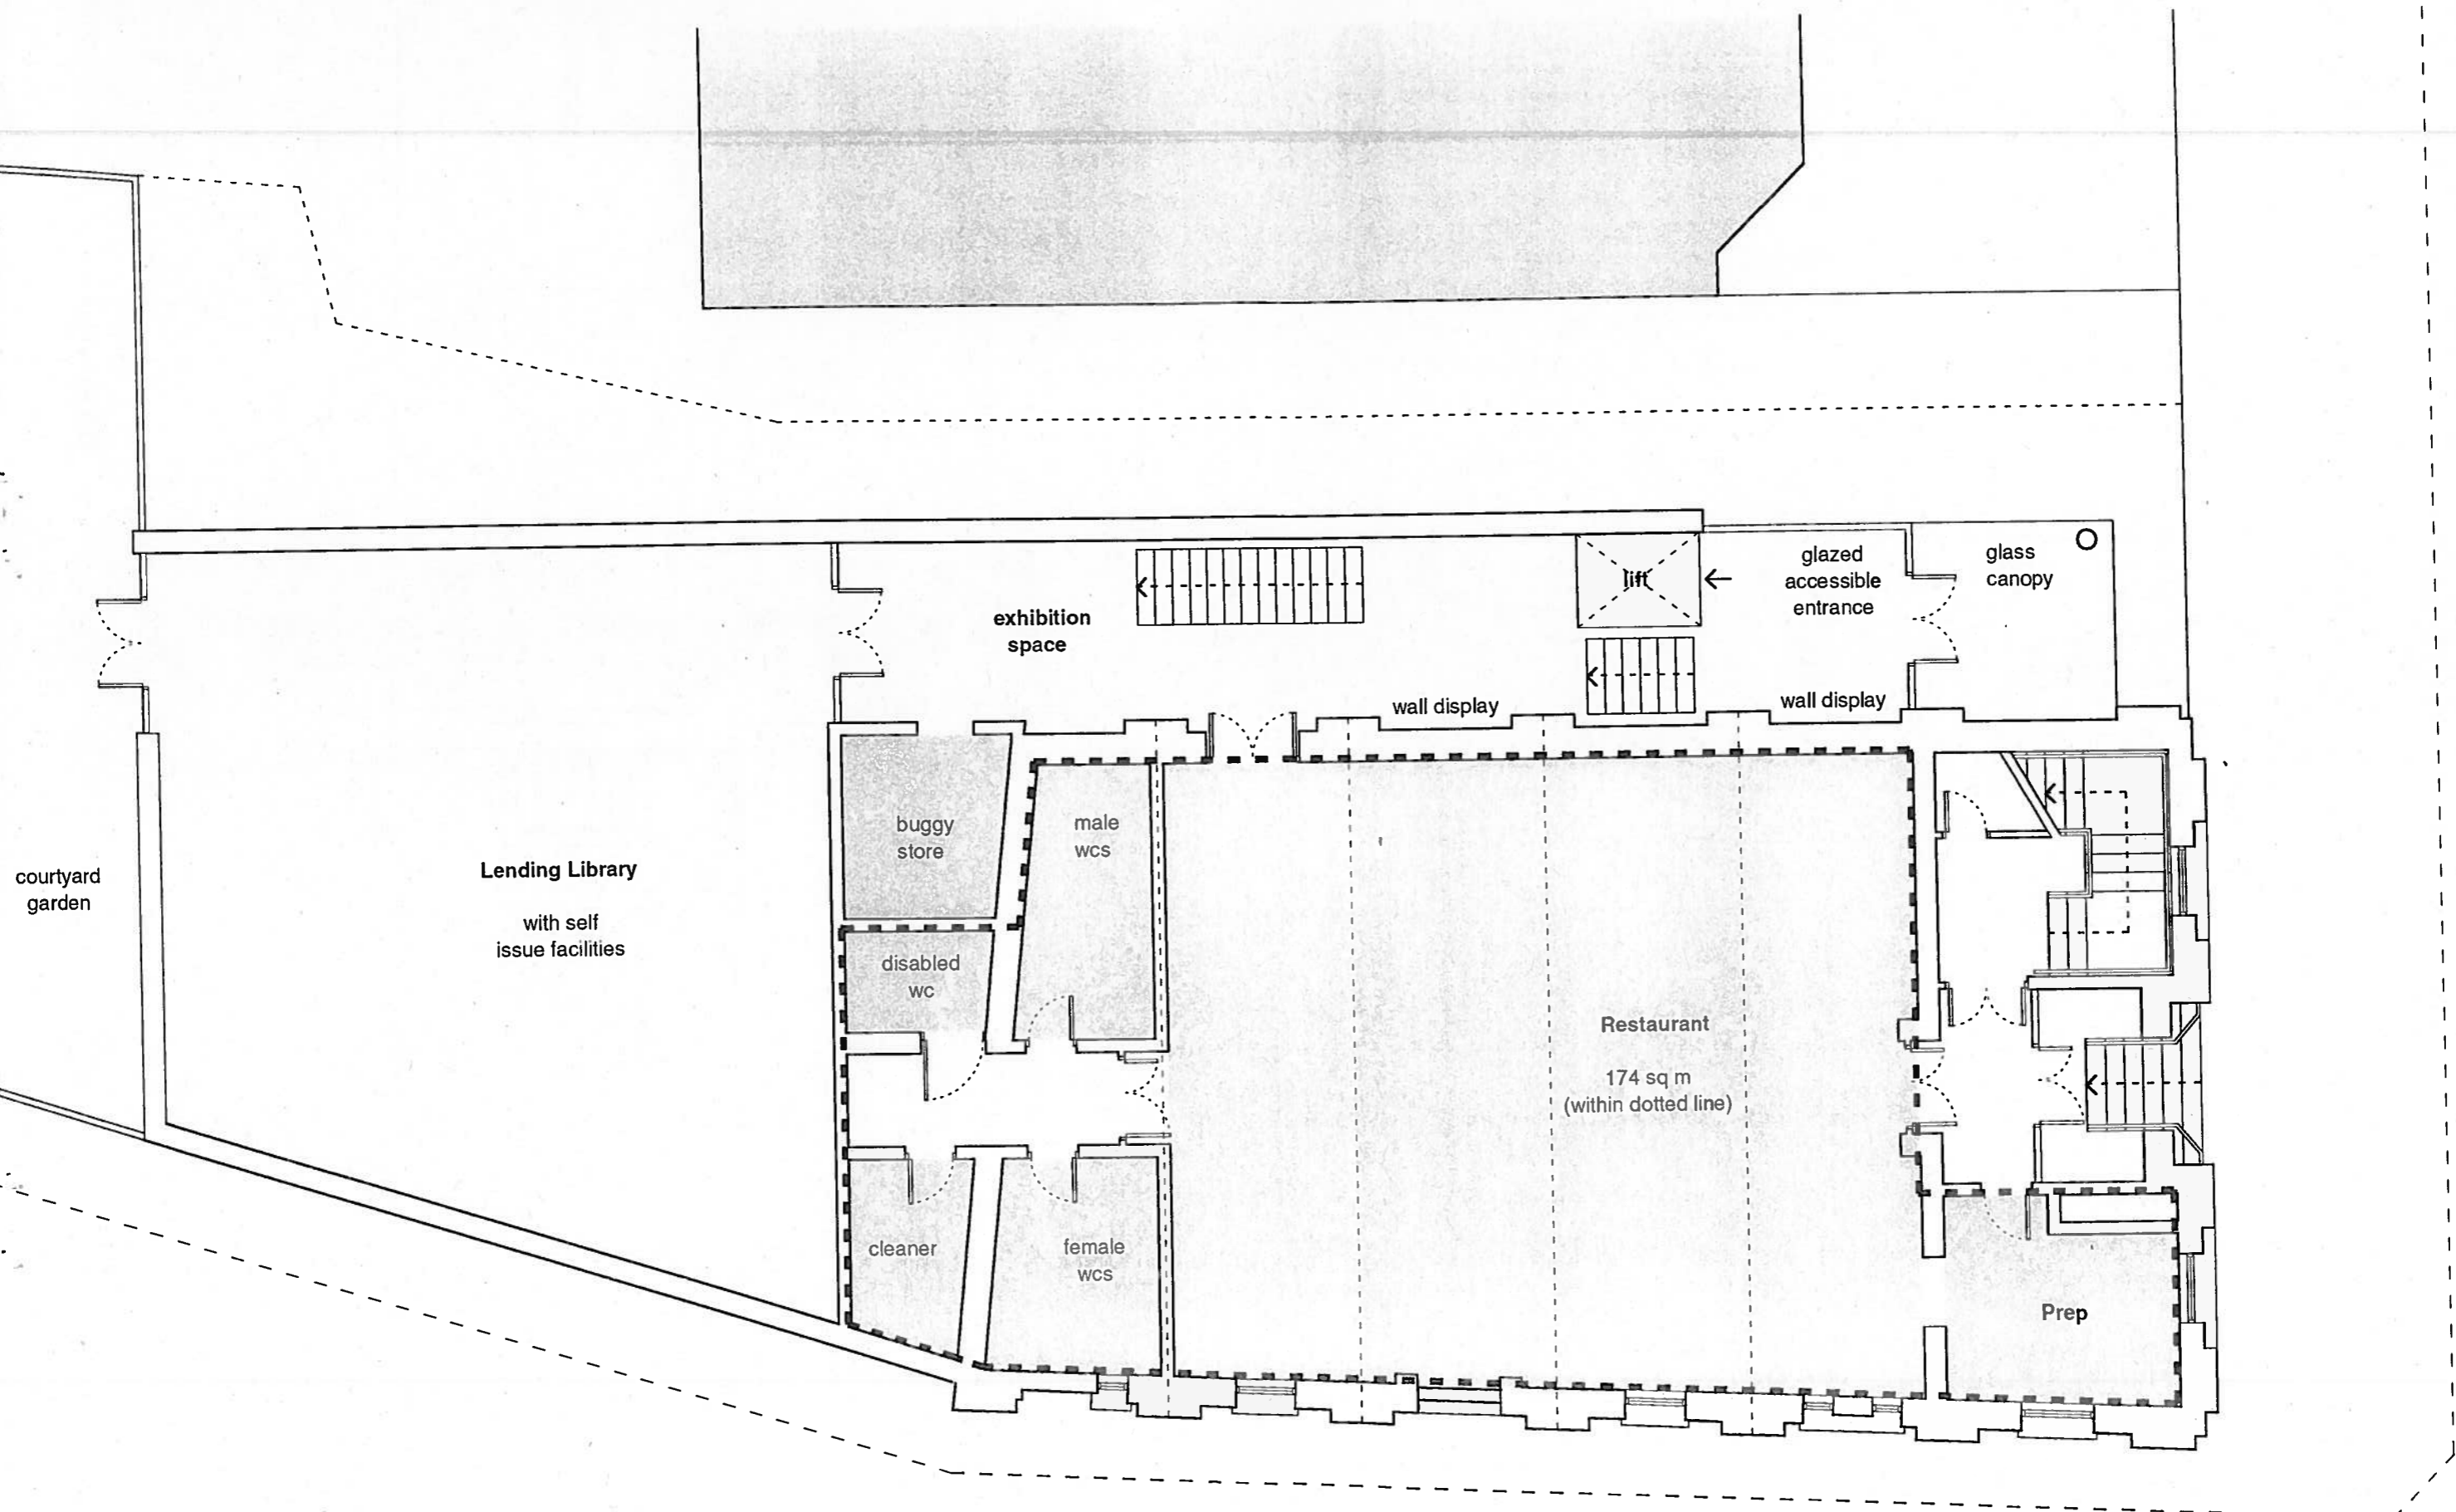 lift
glazed
accessible
entrance
glass
canopy
exhibition
space
wall display
wall display
buggy
store
male
wcs
Lending Library
with self
issue facilities
courtyard
garden
disabled
wc
Restaurant
174 sq m
(within dotted line)
cleaner
female
wcs
Prep